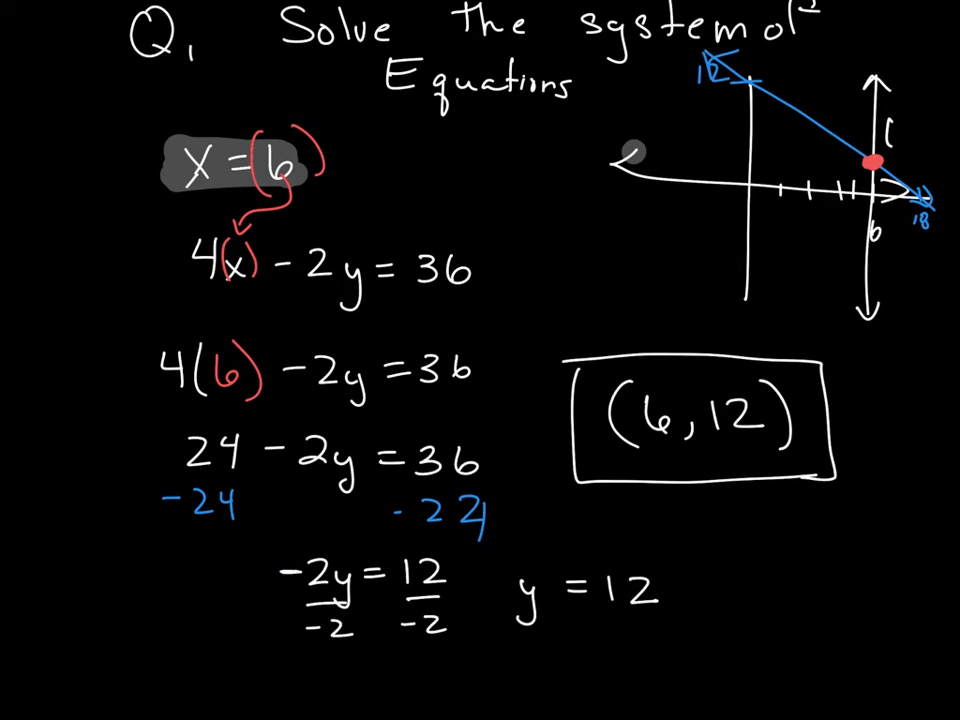 Q1 Solve the system of
Equations
x = (6)
4(x) - 2y = 36
4(6) - 2y = 36
24 - 2y = 36
-24 - 24
-2y = 12
-2 -2
y = 12
(6, 12)
12
6
18